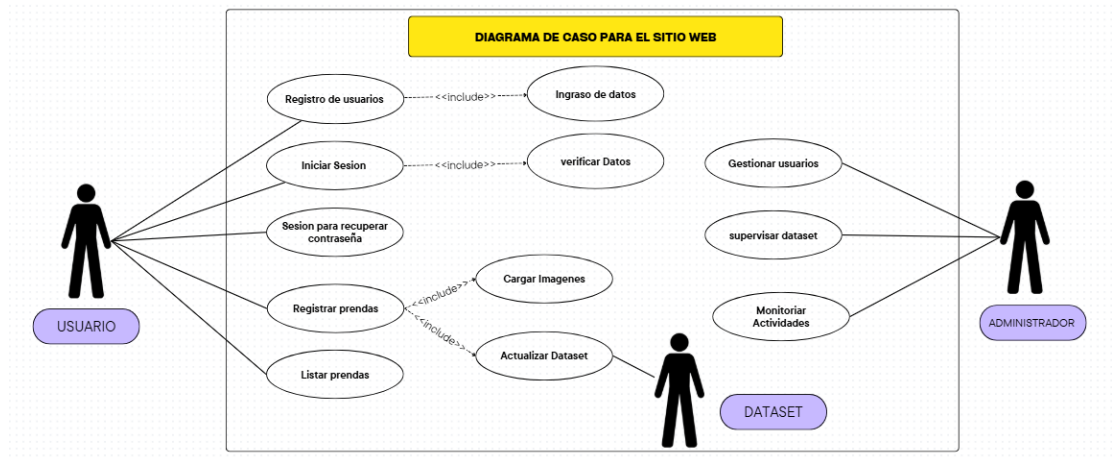 DIAGRAMA DE CASO PARA EL SITIO WEB
Registro de usuarios
<<include>>
Ingraso de datos
Iniciar Sesion
<<include>>
verificar Datos
Gestionar usuarios
Sesion para recuperar
contraseña
supervisar dataset
Registrar prendas
<<include>>
Cargar Imagenes
<<include>>
Actualizar Dataset
Monitoriar
Actividades
Listar prendas
USUARIO
ADMINISTRADOR
DATASET